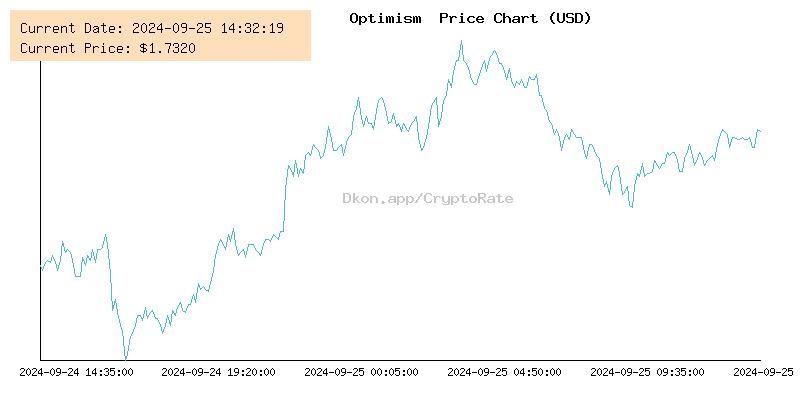 Optimism  Price Chart (USD)
Current Date: 2024-09-25 14:32:19
Current Price: $1.7320
Dkon.app/CryptoRate
2024-09-24 14:35:00 2024-09-24 19:20:00 2024-09-25 00:05:00 2024-09-25 04:50:00 2024-09-25 09:35:00 2024-09-25